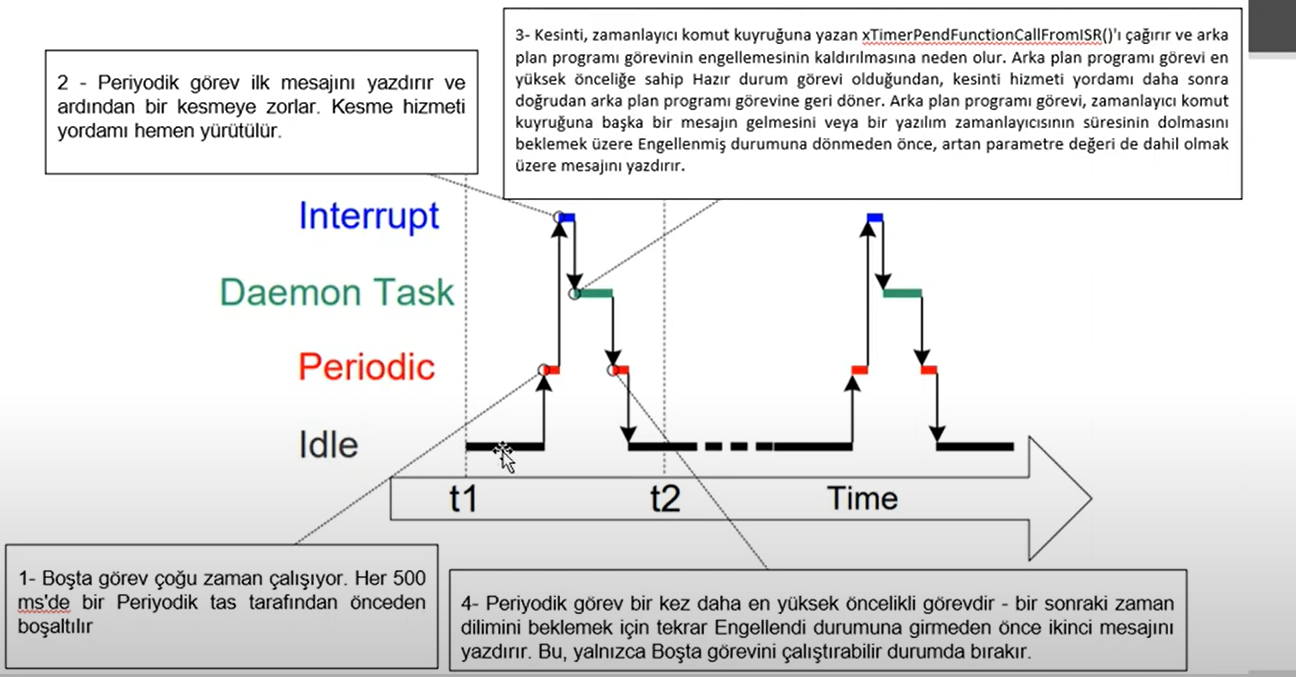 2 - Periyodik görev ilk mesajını yazdırır ve
ardından bir kesmeye zorlar. Kesme hizmeti
yordamı hemen yürütülür.
3- Kesinti, zamanlayıcı komut kuyruğuna yazan xTimerPendFunctionCallFromISR()'ı çağırır ve arka
plan programı görevinin engellemesinin kaldırılmasına neden olur. Arka plan programı görevi en
yüksek önceliğe sahip Hazır durum görevi olduğundan, kesinti hizmeti yordamı daha sonra
doğrudan arka plan programı görevine geri döner. Arka plan programı görevi, zamanlayıcı komut
kuyruğuna başka bir mesajın gelmesini veya bir yazılım zamanlayıcısının süresinin dolmasını
beklemek üzere Engellenmiş durumuna dönmeden önce, artan parametre değeri de dahil olmak
üzere mesajını yazdırır.
Interrupt
Daemon Task
Periodic
Idle
t1
t2
Time
1- Boşta görev çoğu zaman çalışıyor. Her 500
ms'de bir Periyodik tas tarafından önceden
boşaltılır
4- Periyodik görev bir kez daha en yüksek öncelikli görevdir - bir sonraki zaman
dilimini beklemek için tekrar Engellendi durumuna girmeden önce ikinci mesajını
yazdırır. Bu, yalnızca Boşta görevini çalıştırabilir durumda bırakır.